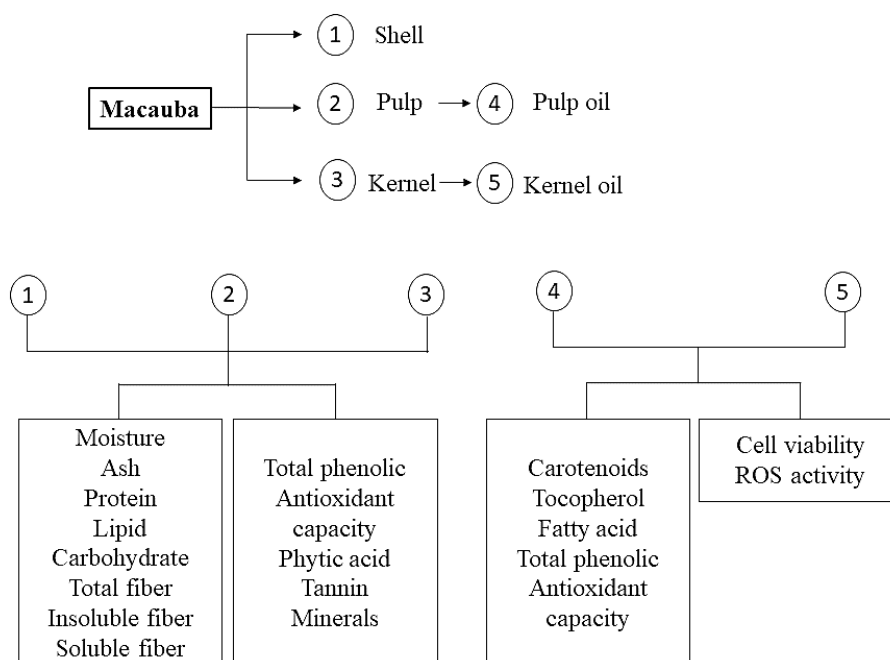 1 Shell
Macauba
2 Pulp 4 Pulp oil
3 Kernel 5 Kernel oil
1 2 3 4 5
Moisture
Ash
Protein
Lipid
Carbohydrate
Total fiber
Insoluble fiber
Soluble fiber
Total phenolic
Antioxidant
capacity
Phytic acid
Tannin
Minerals
Carotenoids
Tocopherol
Fatty acid
Total phenolic
Antioxidant
capacity
Cell viability
ROS activity